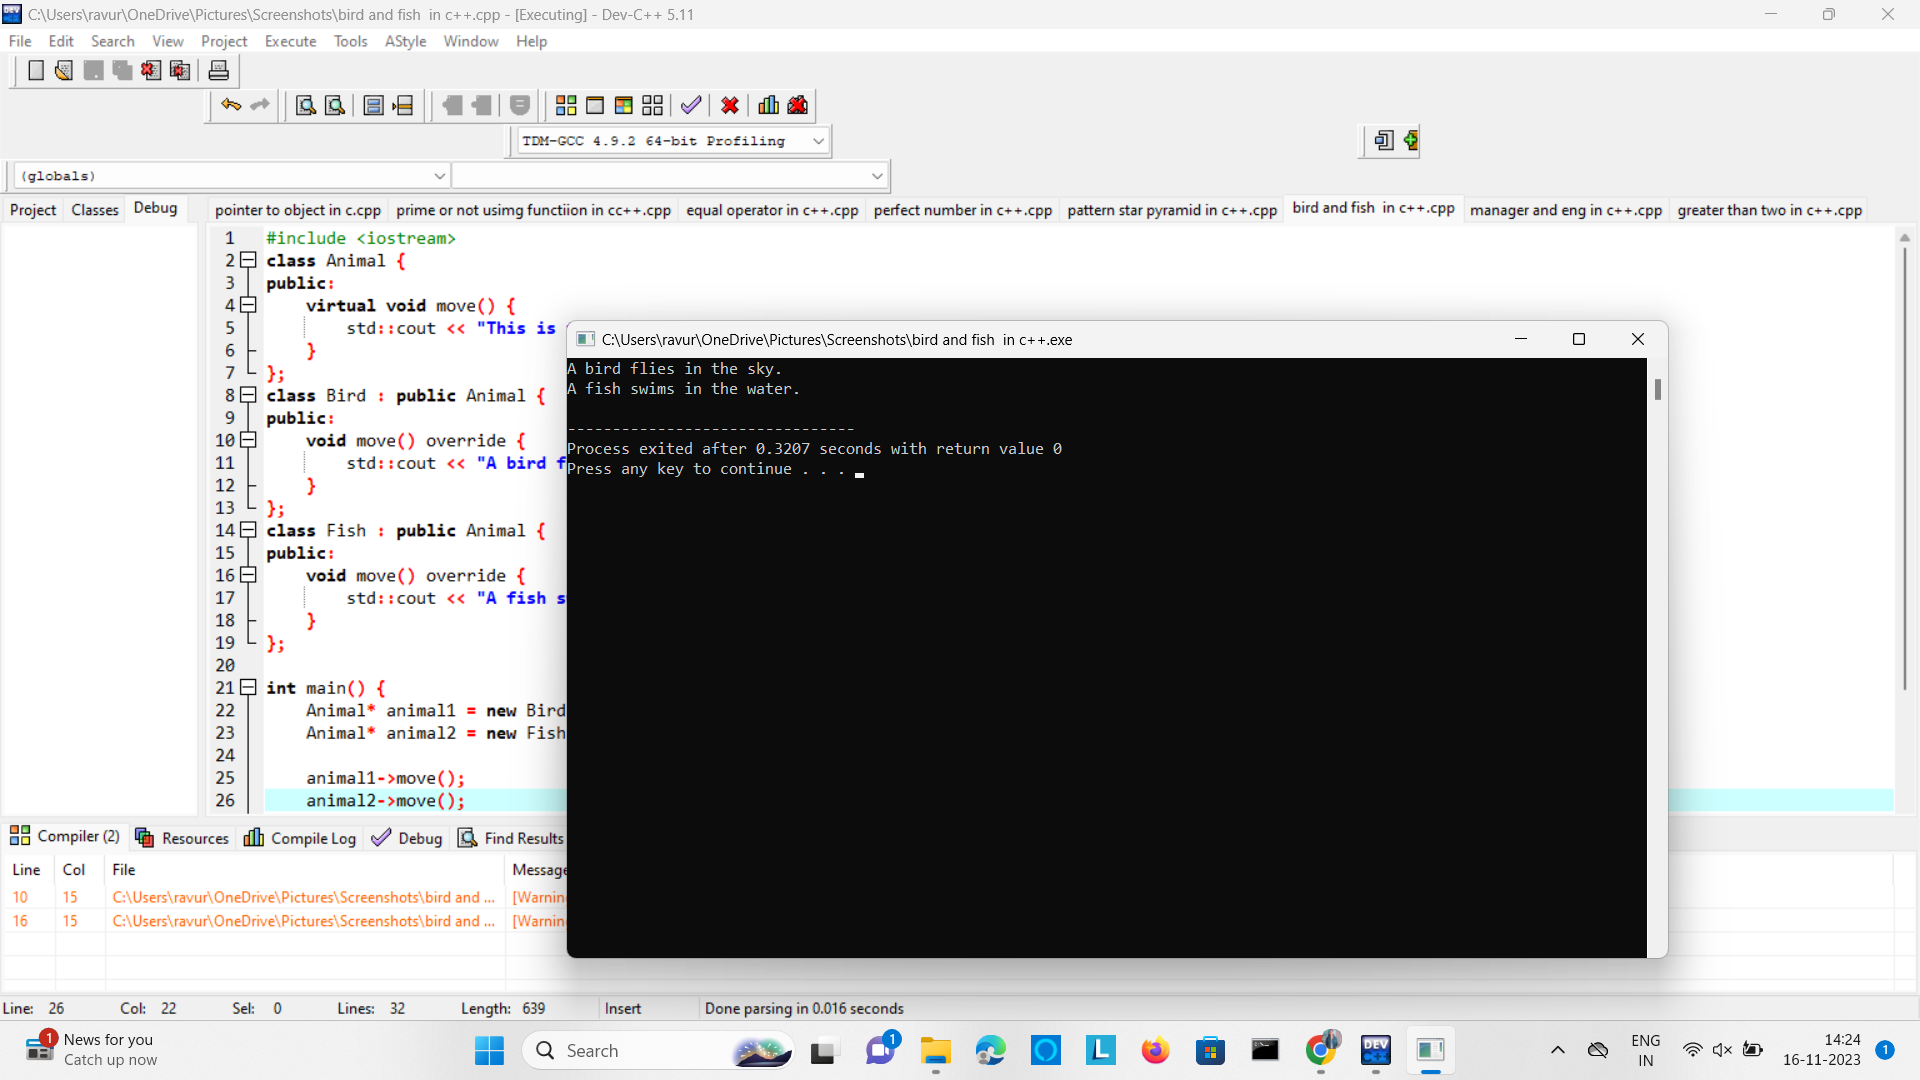 C:\Users\ravur\OneDrive\Pictures\Screenshots\bird and fish  in c++.cpp - [Executing] - Dev-C++ 5.11
File Edit Search View Project Execute Tools AStyle Window Help
TDM-GCC 4.9.2 64-bit Profiling
(globals)
Project Classes Debug
pointer to object in c.cpp prime or not usimg functiion in cc++.cpp equal operator in c++.cpp perfect number in c++.cpp pattern star pyramid in c++.cpp bird and fish  in c++.cpp manager and eng in c++.cpp greater than two in c++.cpp
1 #include <iostream>
2 class Animal {
3 public:
4 virtual void move() {
5 std::cout << "This is
6 }
7 };
8 class Bird : public Animal {
9 public:
10 void move() override {
11 std::cout << "A bird f
12 }
13 };
14 class Fish : public Animal {
15 public:
16 void move() override {
17 std::cout << "A fish s
18 }
19 };
20
21 int main() {
22 Animal* animal1 = new Bird
23 Animal* animal2 = new Fish
24
25 animal1->move();
26 animal2->move();
C:\Users\ravur\OneDrive\Pictures\Screenshots\bird and fish  in c++.exe
A bird flies in the sky.
A fish swims in the water.
--------------------------------
Process exited after 0.3207 seconds with return value 0
Press any key to continue . . .
Compiler (2) Resources Compile Log Debug Find Results
Line Col File Message
10 15 C:\Users\ravur\OneDrive\Pictures\Screenshots\bird and ... [Warnin
16 15 C:\Users\ravur\OneDrive\Pictures\Screenshots\bird and ... [Warnin
Line: 26 Col: 22 Sel: 0 Lines: 32 Length: 639 Insert Done parsing in 0.016 seconds
1 News for you
Catch up now
Search
1
L
DEV C++
ENG
IN
14:24
16-11-2023
1